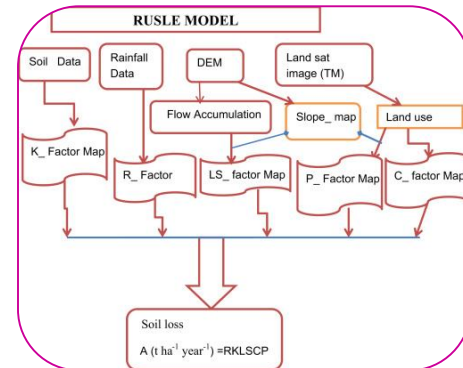 RUSLE MODEL
Soil Data
Rainfall
Data
DEM
Land sat
image (TM)
Flow Accumulation
Slope_ map
Land use
K_ Factor Map
R_ Factor
LS_ factor Map
P_ Factor Map
C_ factor Map
Soil loss
A (t ha⁻¹ year⁻¹) =RKLSCP